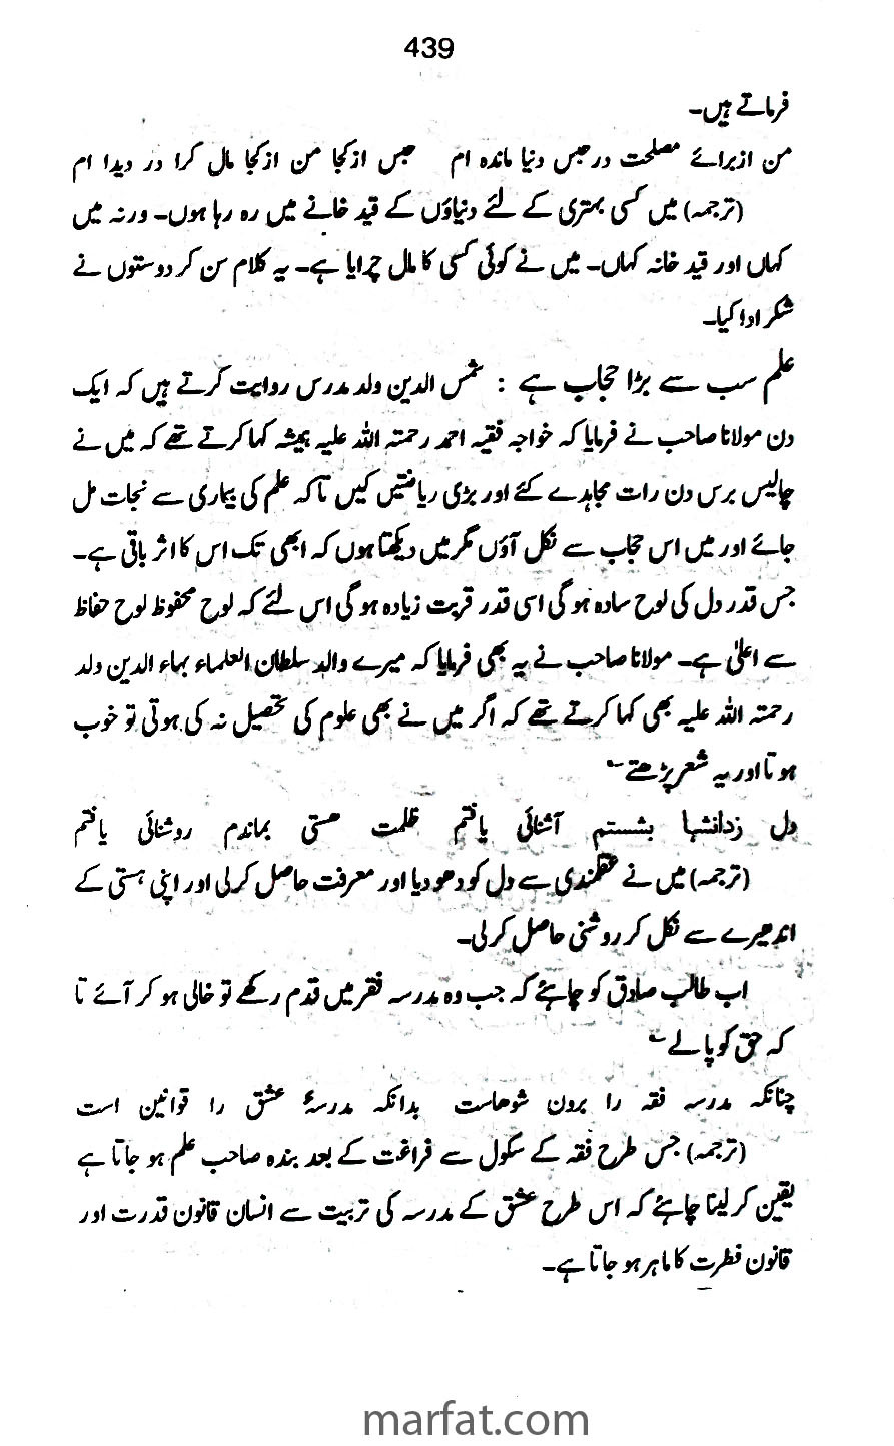 439
فرماتے ہیں۔
من ازبرائے مصلحت درحبس دنیا ماندہ ام حبس ازکجا من ازکجا مال کرا در دیدا ام
(ترجمہ) میں کسی بہتری کے لئے دنیاؤں کے قید خانے میں رہ رہا ہوں۔ ورنہ میں
کہاں اور قید خانہ کہاں۔ میں نے کوئی کسی کا مال چرایا ہے۔ یہ کلام سن کر دوستوں نے
شکر ادا کیا۔
علم سب سے بڑا حجاب ہے : شمس الدین ولد مدرس روایت کرتے ہیں کہ ایک
دن مولانا صاحب نے فرمایا کہ خواجہ فقیہ احمد رحمتہ اللہ علیہ ہمیشہ کہا کرتے تھے کہ میں نے
چالیس برس دن رات مجاہدے کئے اور بڑی ریاضتیں کیں تاکہ علم کی بیماری سے نجات مل
جائے اور میں اس حجاب سے نکل آؤں مگر میں دیکھتا ہوں کہ ابھی تک اس کا اثر باقی ہے۔
جس قدر دل کی لوح سادہ ہوگی اسی قدر قربت زیادہ ہوگی اس لئے کہ لوح محفوظ لوح حفاظ
سے اعلیٰ ہے۔ مولانا صاحب نے یہ بھی فرمایا کہ میرے والد سلطان العلماء بہاء الدین ولد
رحمتہ اللہ علیہ بھی کہا کرتے تھے کہ اگر میں نے بھی علوم کی تحصیل نہ کی ہوتی تو خوب
ہوتا اور یہ شعر پڑھتے ؎
دل زدانشہا بشستم آشنائی یافتم ظلمت ہستی بماندم روشنائی یافتم
(ترجمہ) میں نے عقلمندی سے دل کو دھو دیا اور معرفت حاصل کرلی اور اپنی ہستی کے
اندھیرے سے نکل کر روشنی حاصل کرلی۔
اب طالب صادق کو چاہئے کہ جب وہ مدرسہ فقر میں قدم رکھے تو خالی ہو کر آئے تا
کہ حق کو پالے ؎
چنانکہ مدرسہ فقہ را برون شوھاست بدانکہ مدرسۂ عشق را قوانین است
(ترجمہ) جس طرح فقہ کے سکول سے فراغت کے بعد بندہ صاحب علم ہو جاتا ہے
یقین کرلینا چاہئے کہ اس طرح عشق کے مدرسہ کی تربیت سے انسان قانون قدرت اور
قانون فطرت کا ماہر ہو جاتا ہے۔
marfat.com